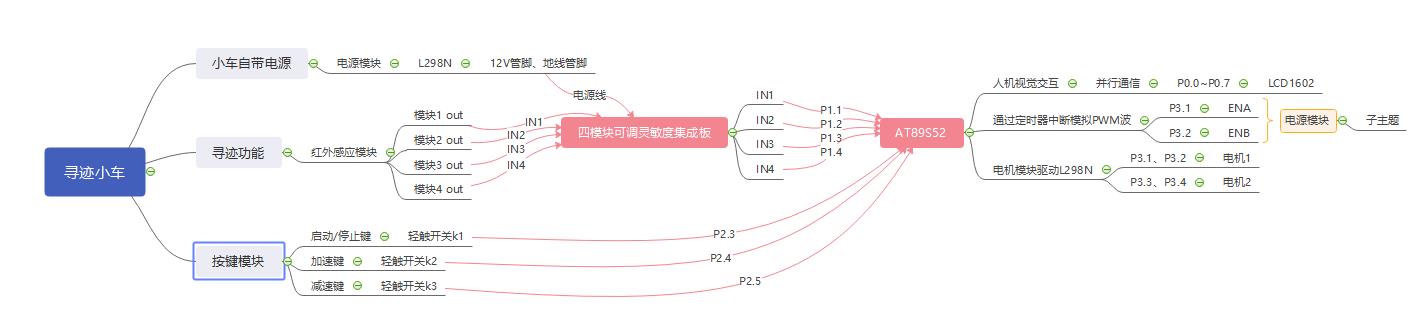 寻迹小车
小车自带电源
电源模块
L298N
12V管脚、地线管脚
电源线
寻迹功能
红外感应模块
模块1 out
模块2 out
模块3 out
模块4 out
IN1
IN2
IN3
IN4
四模块可调灵敏度集成板
IN1
IN2
IN3
IN4
P1.1
P1.2
P1.3
P1.4
AT89S52
人机视觉交互
并行通信
P0.0~P0.7
LCD1602
通过定时器中断模拟PWM波
P3.1
ENA
P3.2
ENB
电源模块
子主题
电机模块驱动L298N
P3.1、P3.2
电机1
P3.3、P3.4
电机2
按键模块
启动/停止键
轻触开关k1
加速键
轻触开关k2
减速键
轻触开关k3
P2.3
P2.4
P2.5